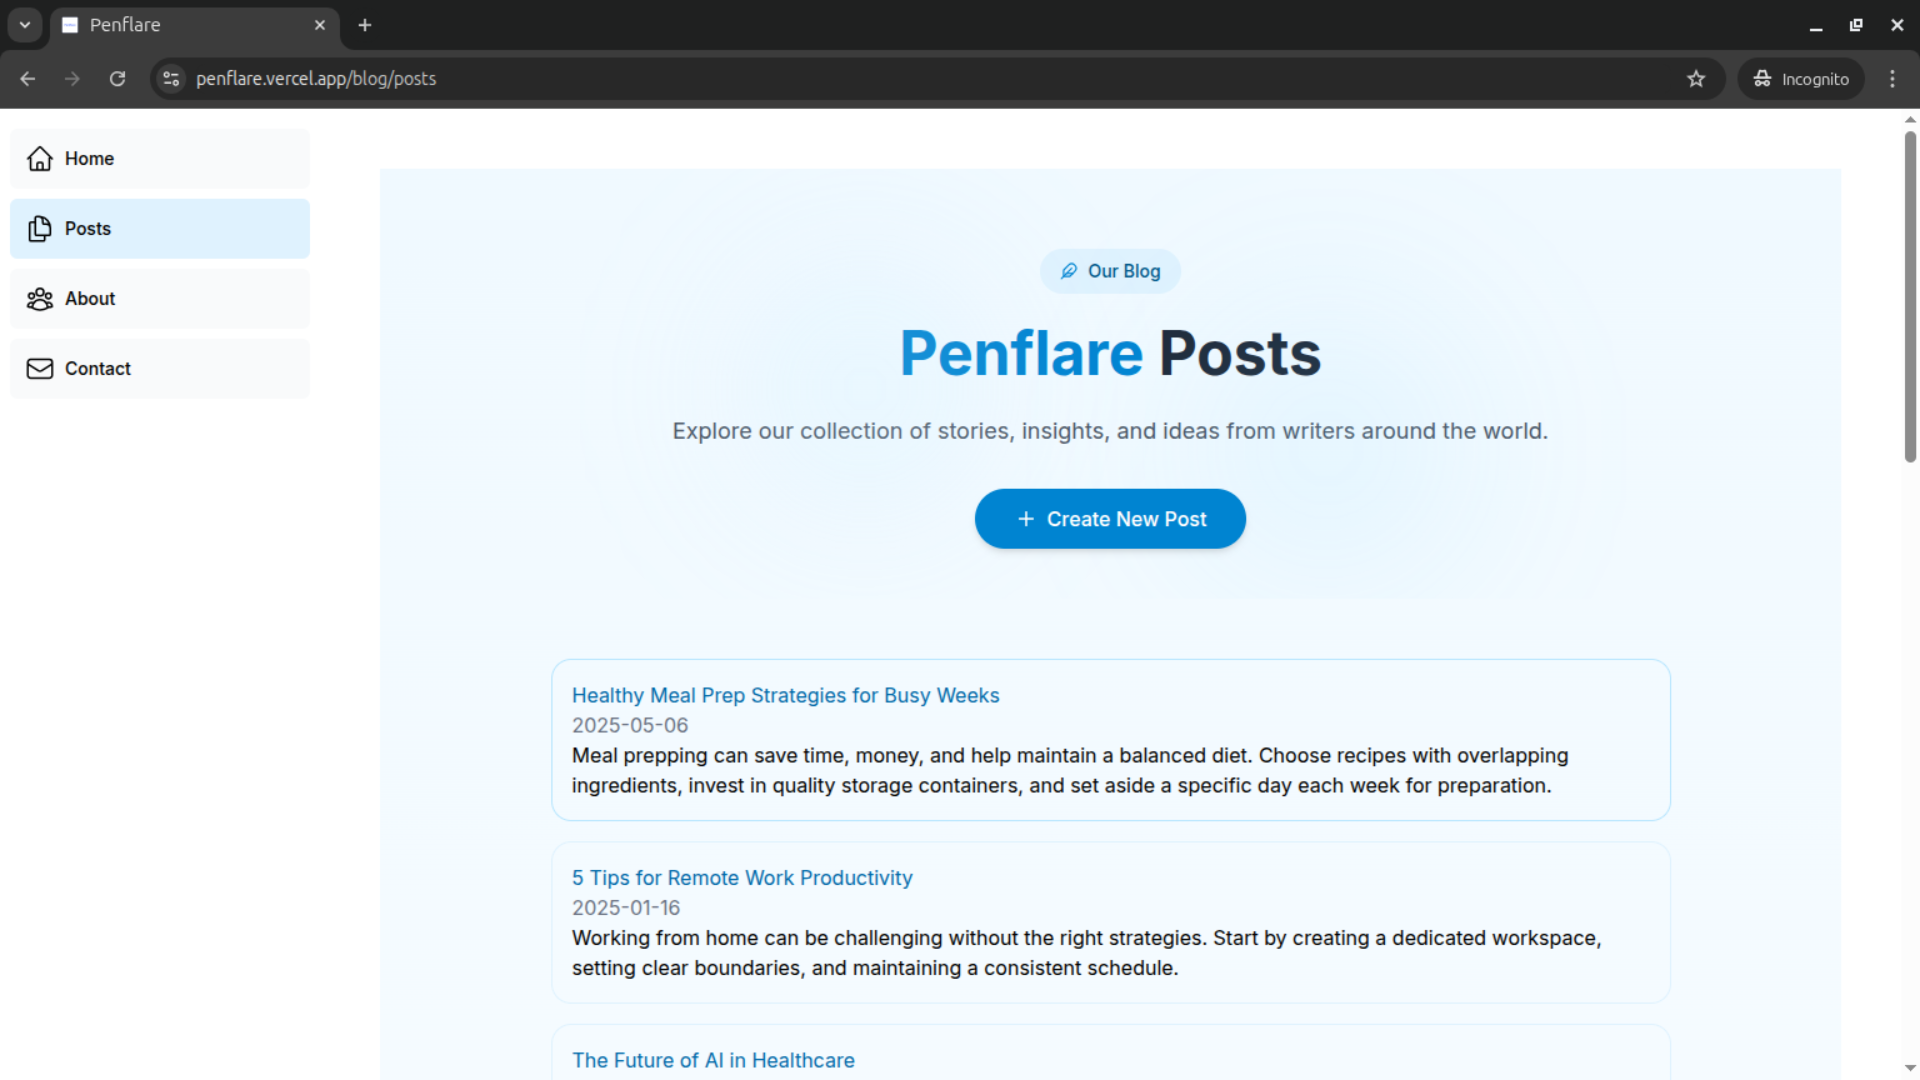 Penflare
penflare.vercel.app/blog/posts
Incognito
Home
Posts
About
Contact
Our Blog
Penflare Posts
Explore our collection of stories, insights, and ideas from writers around the world.
Create New Post
Healthy Meal Prep Strategies for Busy Weeks
2025-05-06
Meal prepping can save time, money, and help maintain a balanced diet. Choose recipes with overlapping
ingredients, invest in quality storage containers, and set aside a specific day each week for preparation.
5 Tips for Remote Work Productivity
2025-01-16
Working from home can be challenging without the right strategies. Start by creating a dedicated workspace,
setting clear boundaries, and maintaining a consistent schedule.
The Future of AI in Healthcare